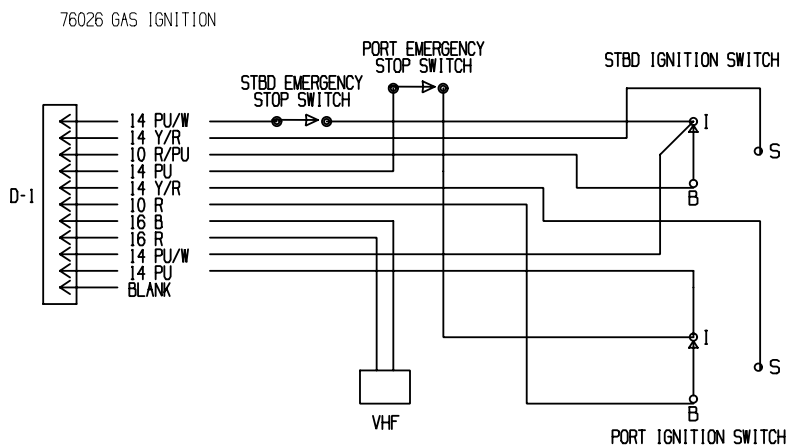 76026 GAS IGNITION
PORT EMERGENCY
STOP SWITCH
STBD IGNITION SWITCH
STBD EMERGENCY
STOP SWITCH
14 PU/W
14 Y/R
10 R/PU
14 PU
14 Y/R
10 R
16 B
16 R
14 PU/W
14 PU
BLANK
D-1
I
S
B
I
S
B
VHF
PORT IGNITION SWITCH